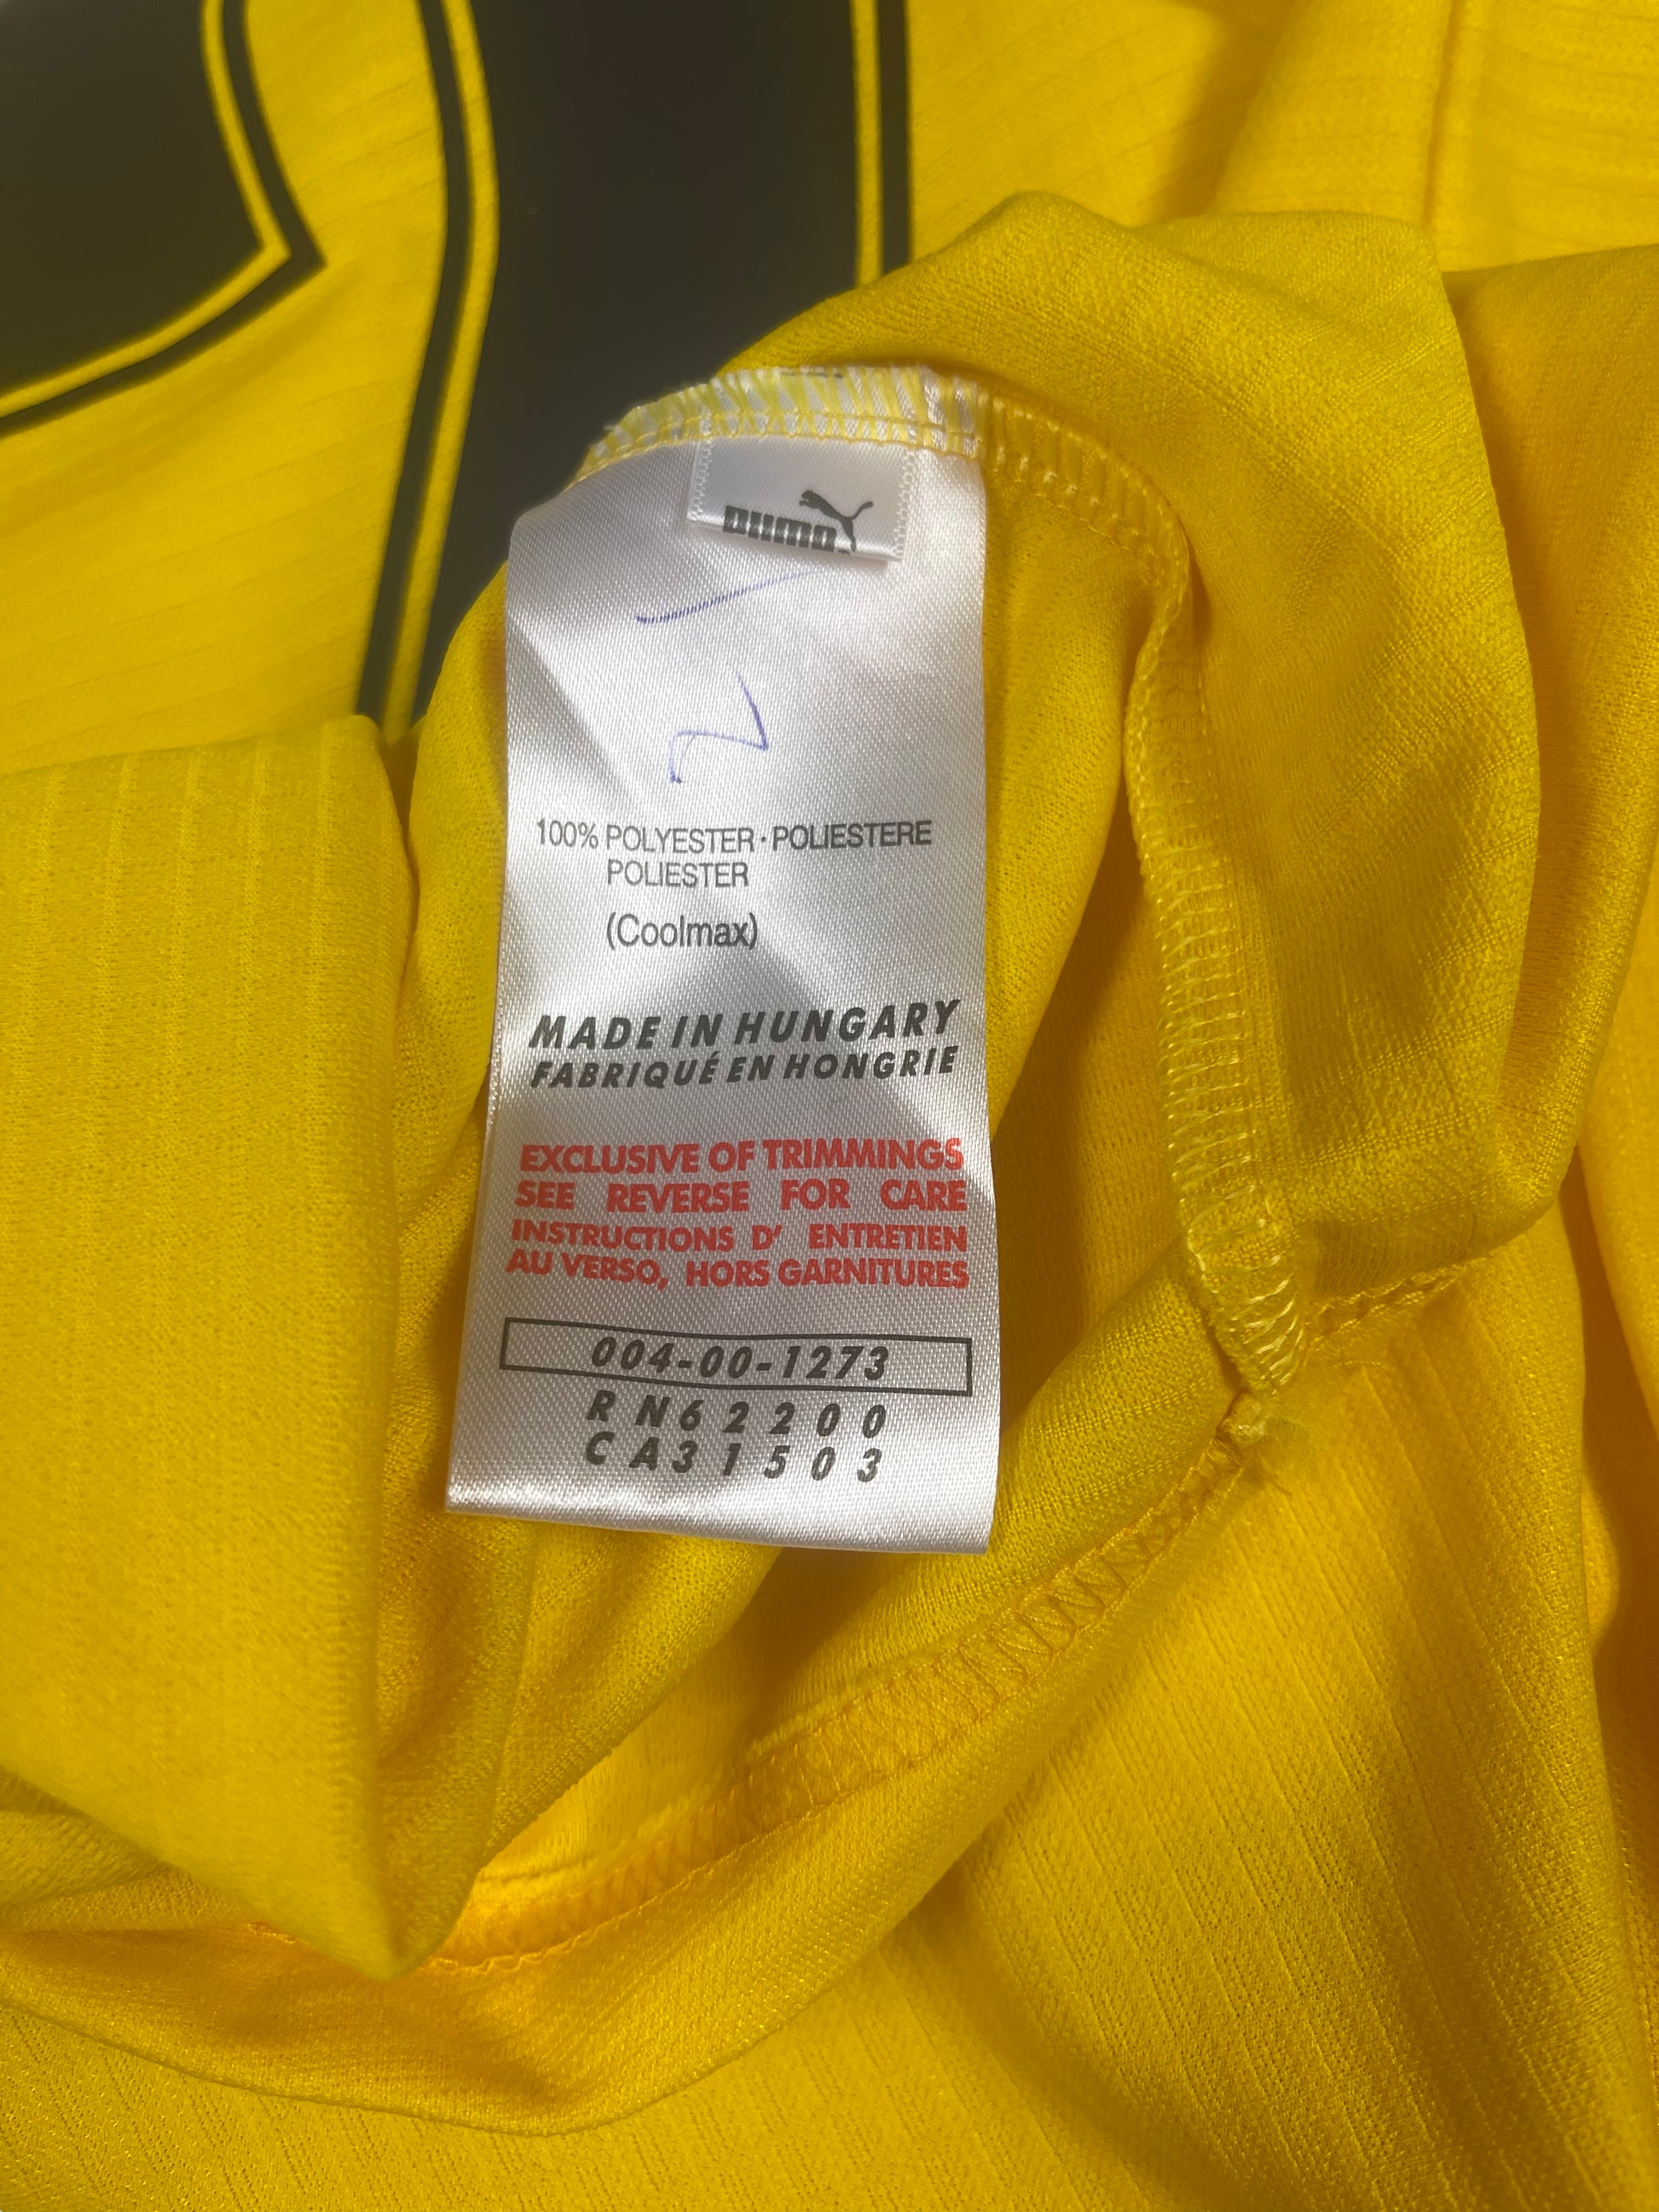 PUMA
100% POLYESTER · POLIESTERE
POLIESTER
(Coolmax)
MADE IN HUNGARY
FABRIQUÉ EN HONGRIE
EXCLUSIVE OF TRIMMINGS
SEE REVERSE FOR CARE
INSTRUCTIONS D' ENTRETIEN
AU VERSO, HORS GARNITURES
004-00-1273
RN62200
CA31503